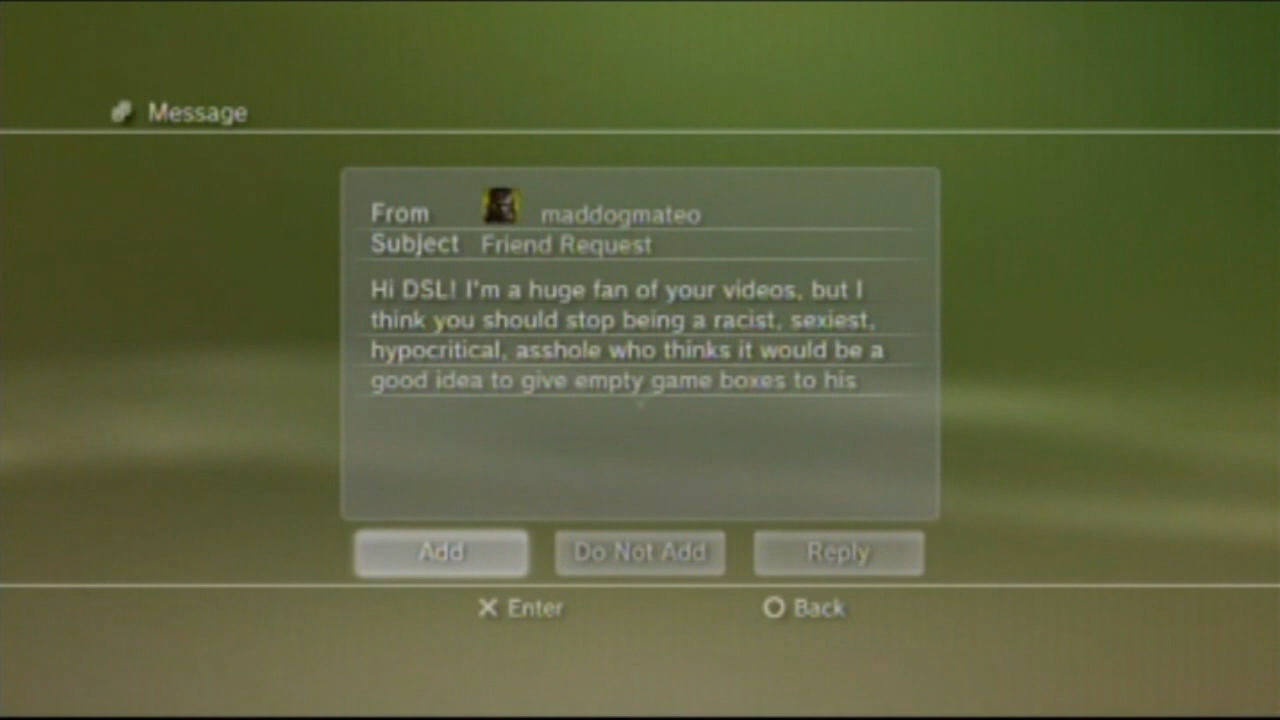 Message
From maddogmateo
Subject Friend Request
Hi DSL! I'm a huge fan of your videos, but I
think you should stop being a racist, sexiest,
hypocritical, asshole who thinks it would be a
good idea to give empty game boxes to his
Add Do Not Add Reply
Enter Back